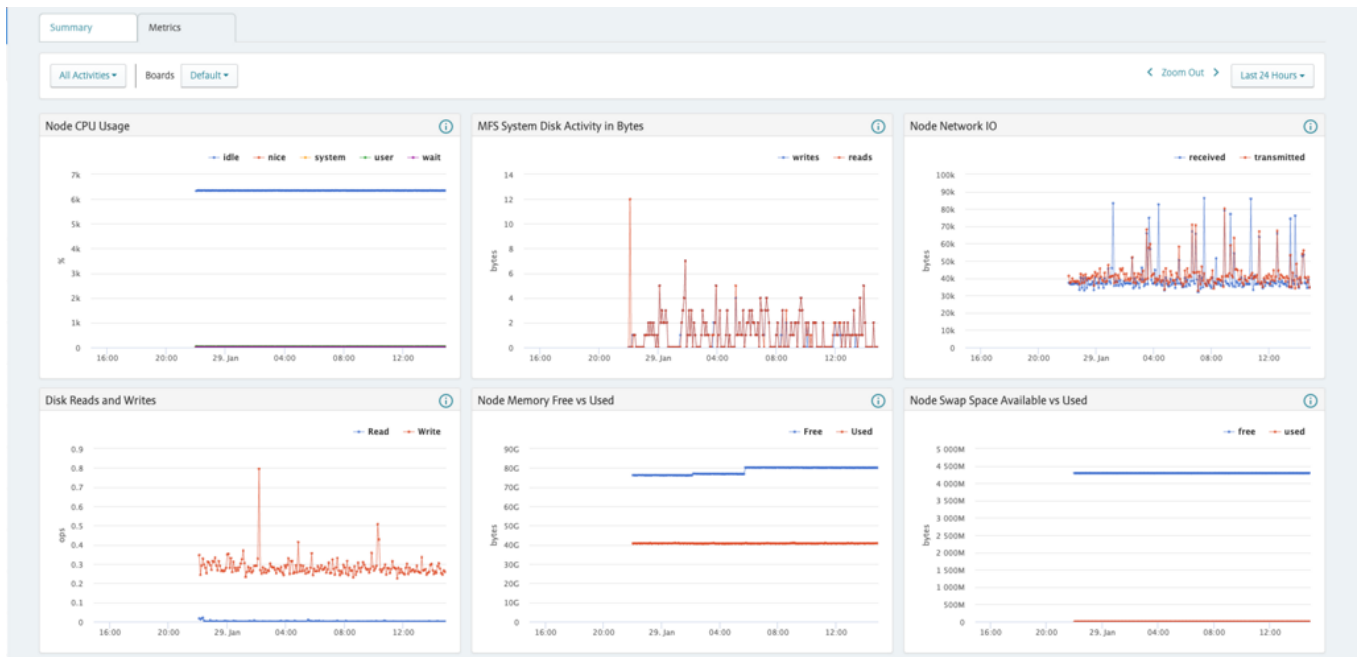 Summary Metrics
All Activities Boards Default Zoom Out Last 24 Hours
Node CPU Usage
idle nice system user wait
7k
6k
5k
4k
3k
2k
1k
0
%
16:00 20:00 29. Jan 04:00 08:00 12:00
MFS System Disk Activity in Bytes
writes reads
14
12
10
8
6
4
2
0
bytes
16:00 20:00 29. Jan 04:00 08:00 12:00
Node Network IO
received transmitted
100k
90k
80k
70k
60k
50k
40k
30k
20k
10k
0
bytes
16:00 20:00 29. Jan 04:00 08:00 12:00
Disk Reads and Writes
Read Write
0.9
0.8
0.7
0.6
0.5
0.4
0.3
0.2
0.1
0
ops
16:00 20:00 29. Jan 04:00 08:00 12:00
Node Memory Free vs Used
Free Used
90G
80G
70G
60G
50G
40G
30G
20G
10G
0
bytes
16:00 20:00 29. Jan 04:00 08:00 12:00
Node Swap Space Available vs Used
free used
5 000M
4 500M
4 000M
3 500M
3 000M
2 500M
2 000M
1 500M
1 000M
500M
0
bytes
16:00 20:00 29. Jan 04:00 08:00 12:00